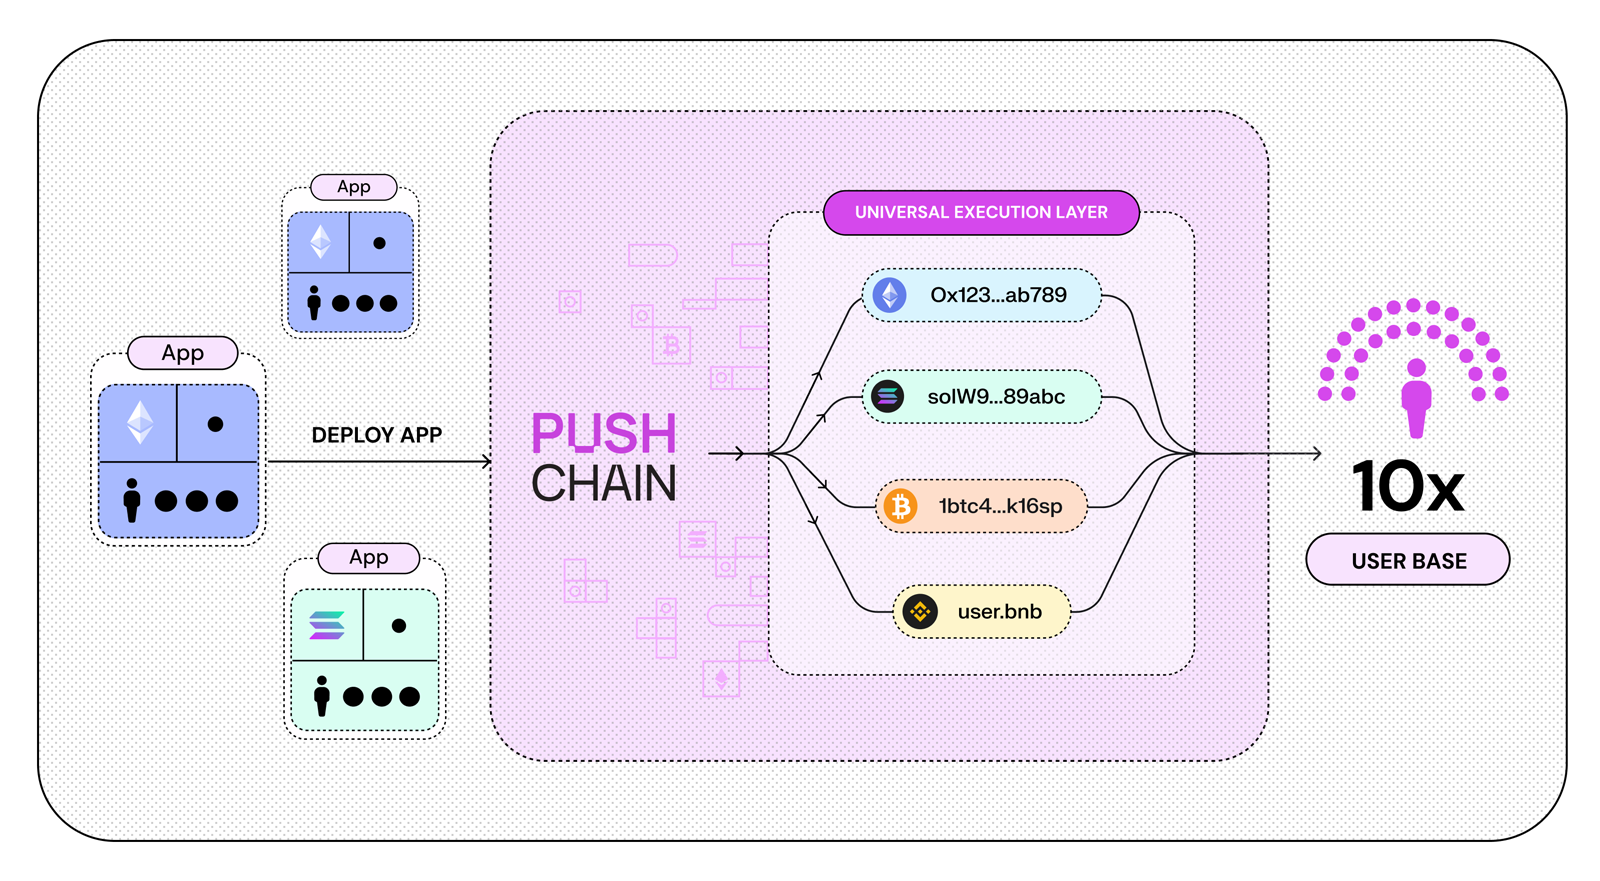 App
App
App
DEPLOY APP
PUSH
CHAIN
UNIVERSAL EXECUTION LAYER
0x123...ab789
solW9...89abc
1btc4...k16sp
user.bnb
10x
USER BASE